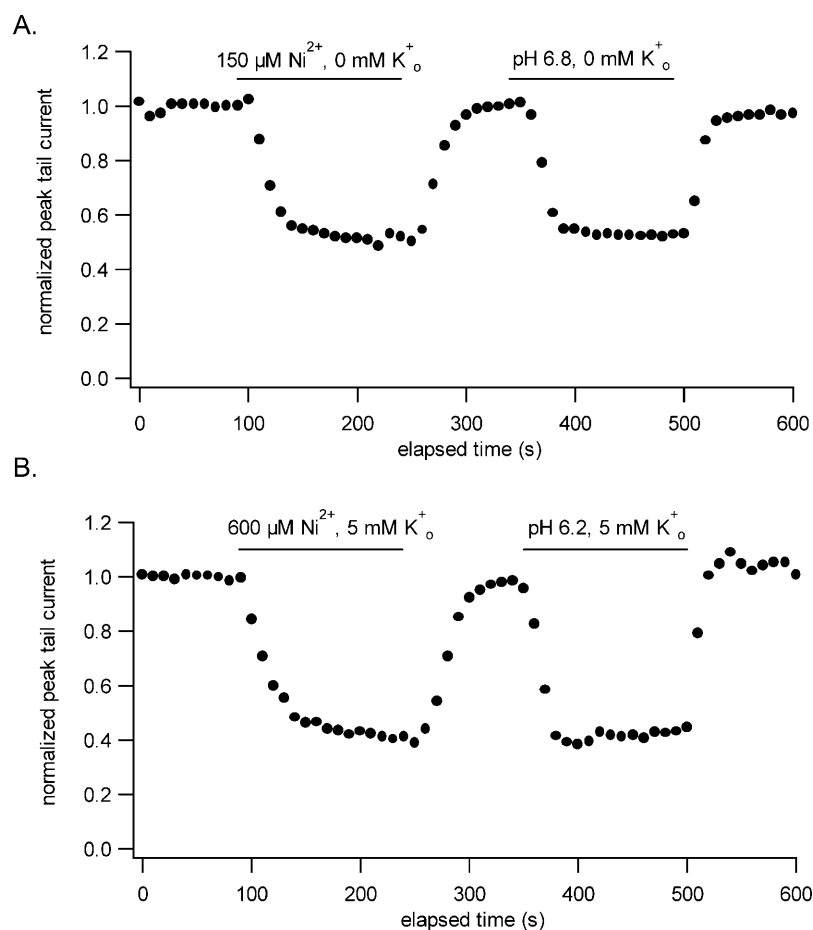 A.
1.2
150 µM Ni2+, 0 mM K+o
pH 6.8, 0 mM K+o
1.0
0.8
0.6
0.4
0.2
0.0
normalized peak tail current
0 100 200 300 400 500 600
elapsed time (s)
B.
1.2
600 µM Ni2+, 5 mM K+o
pH 6.2, 5 mM K+o
1.0
0.8
0.6
0.4
0.2
0.0
normalized peak tail current
0 100 200 300 400 500 600
elapsed time (s)